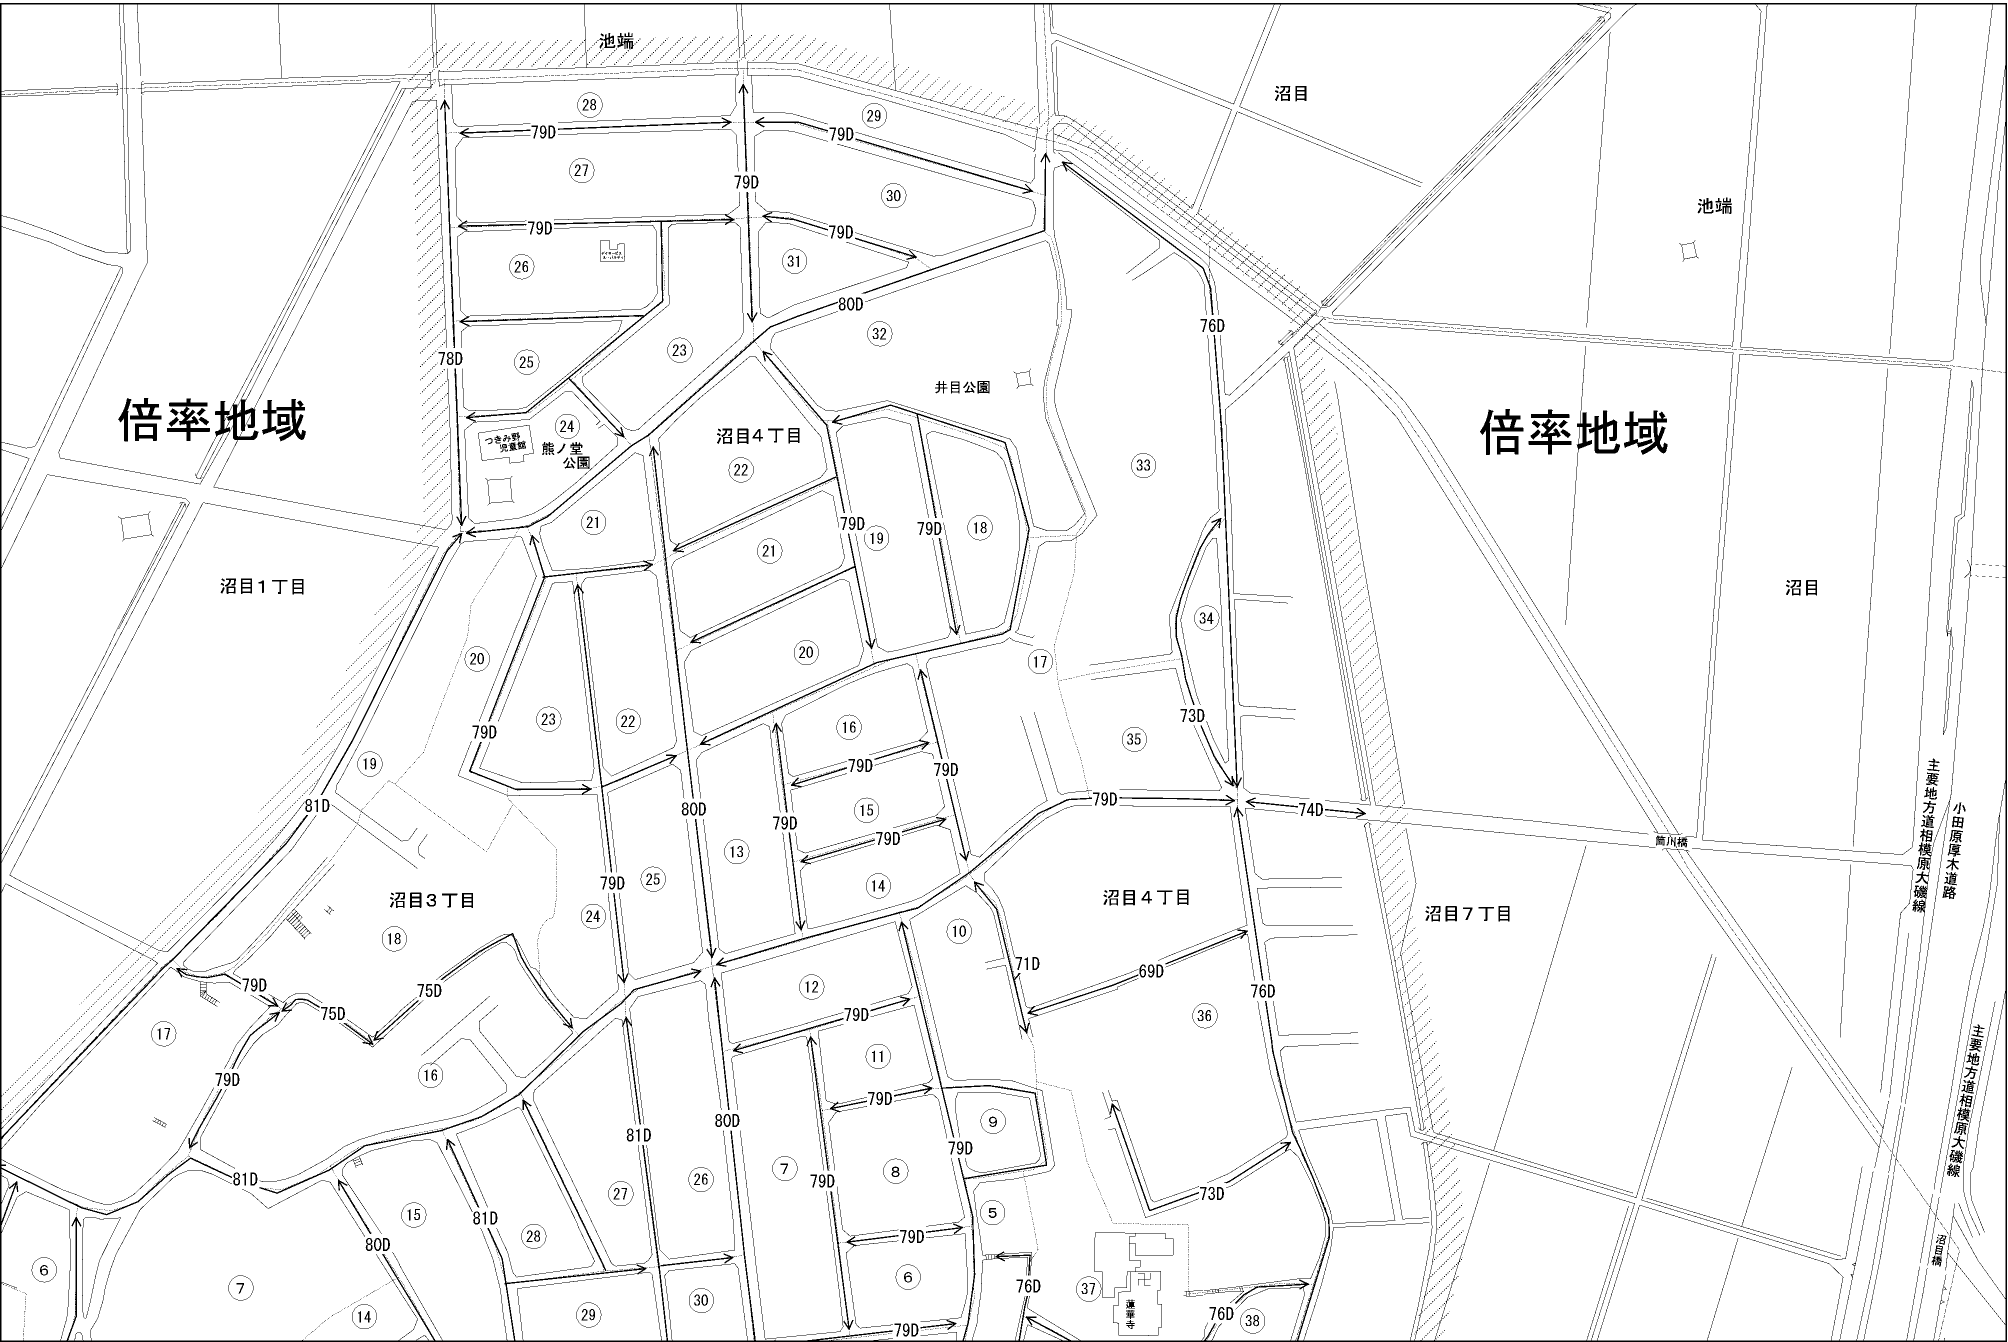 池端
沼目
28
29
79D
79D
27
79D
30
池端
79D
79D
26
デイサービス
31
80D
32
76D
78D
25
23
井目公園
倍率地域
24
つきみ野
児童館
熊ノ堂
公園
沼目4丁目
22
倍率地域
33
21
79D
79D
18
19
21
沼目1丁目
沼目
34
20
20
17
23
22
73D
79D
16
35
19
79D
79D
81D
80D
79D
15
79D
74D
79D
13
筒川橋
主要地方道相模原大磯線
小田原厚木道路
14
79D
25
沼目3丁目
24
18
10
沼目4丁目
沼目7丁目
71D
69D
79D
75D
75D
12
79D
76D
36
17
11
79D
16
79D
主要地方道相模原大磯線
80D
81D
9
79D
7
8
79D
81D
27
26
73D
15
81D
5
80D
28
79D
沼目橋
6
7
6
76D
37
蓮華寺
14
29
30
79D
76D
38